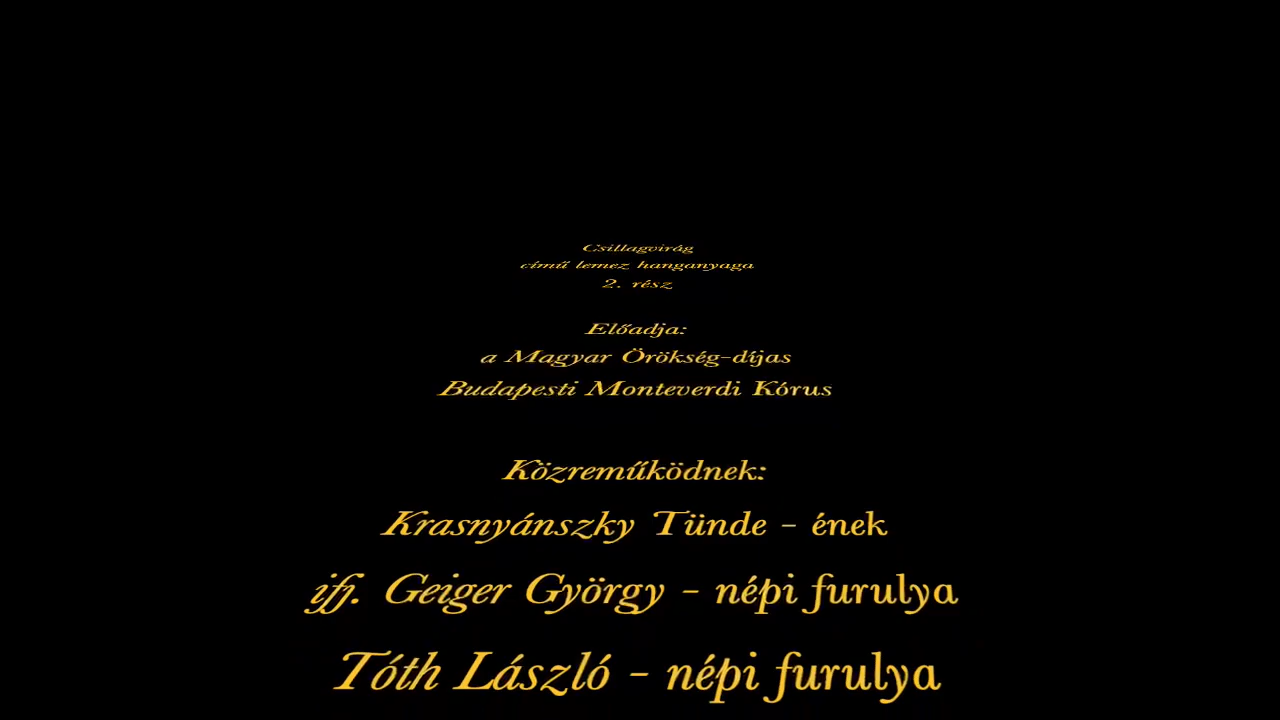 Csillagvirág
című lemez hanganyaga
2. rész
Előadja:
a Magyar Örökség-díjas
Budapesti Monteverdi Kórus
Közreműködnek:
Krasnyánszky Tünde - ének
ifj. Geiger György - népi furulya
Tóth László - népi furulya